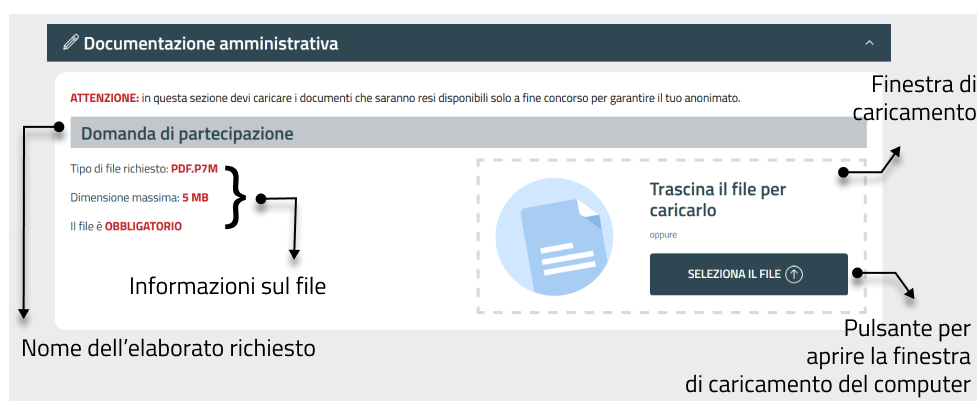 Documentazione amministrativa
ATTENZIONE: in questa sezione devi caricare i documenti che saranno resi disponibili solo a fine concorso per garantire il tuo anonimato.
Finestra di
caricamento
Domanda di partecipazione
Tipo di file richiesto: PDF.P7M
Dimensione massima: 5 MB
Il file è OBBLIGATORIO
Trascina il file per
caricarlo
oppure
SELEZIONA IL FILE
Informazioni sul file
Nome dell'elaborato richiesto
Pulsante per
aprire la finestra
di caricamento del computer